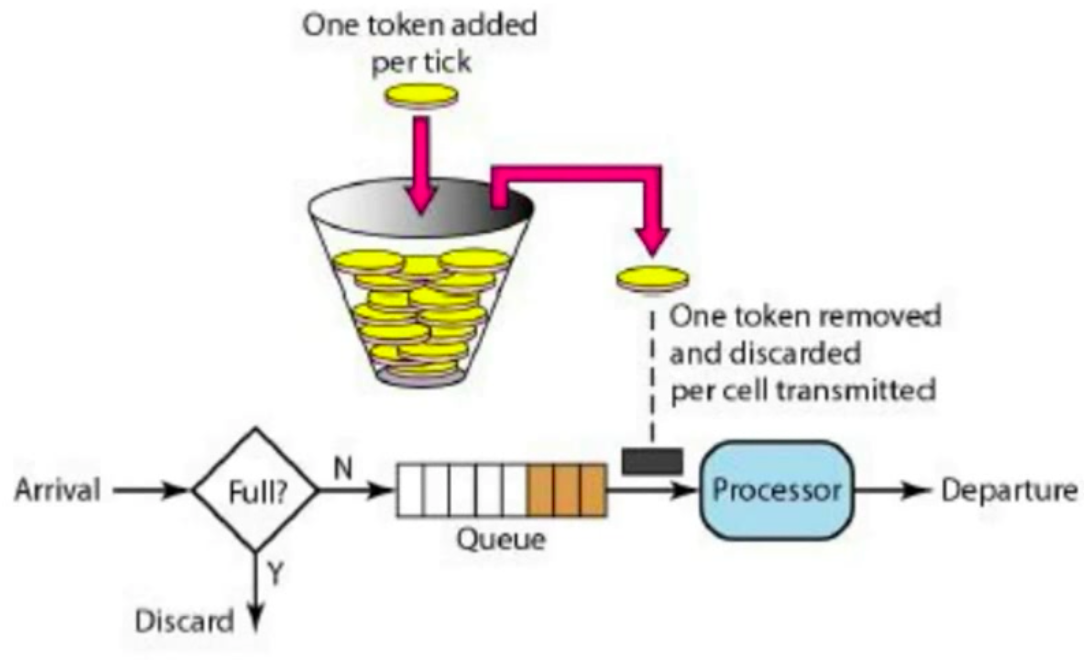 One token added
per tick
One token removed
and discarded
per cell transmitted
Arrival
Full?
N
Queue
Processor
Departure
Y
Discard